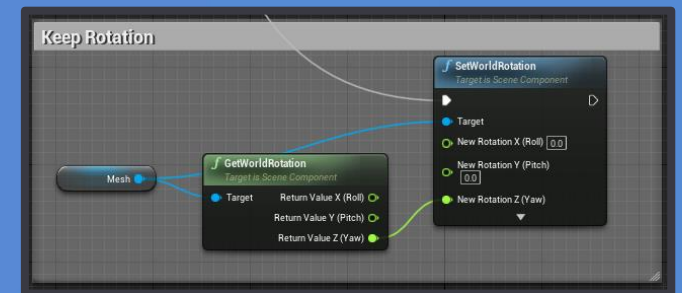 Keep Rotation
f SetWorldRotation
Target is Scene Component
Target
New Rotation X (Roll) 0.0
New Rotation Y (Pitch)
0.0
New Rotation Z (Yaw)
f GetWorldRotation
Target is Scene Component
Mesh
Target Return Value X (Roll)
Return Value Y (Pitch)
Return Value Z (Yaw)